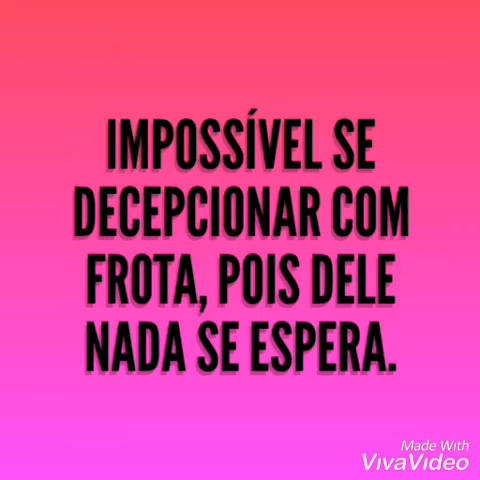 IMPOSSÍVEL SE
DECEPCIONAR COM
FROTA, POIS DELE
NADA SE ESPERA.
Made With
VivaVideo